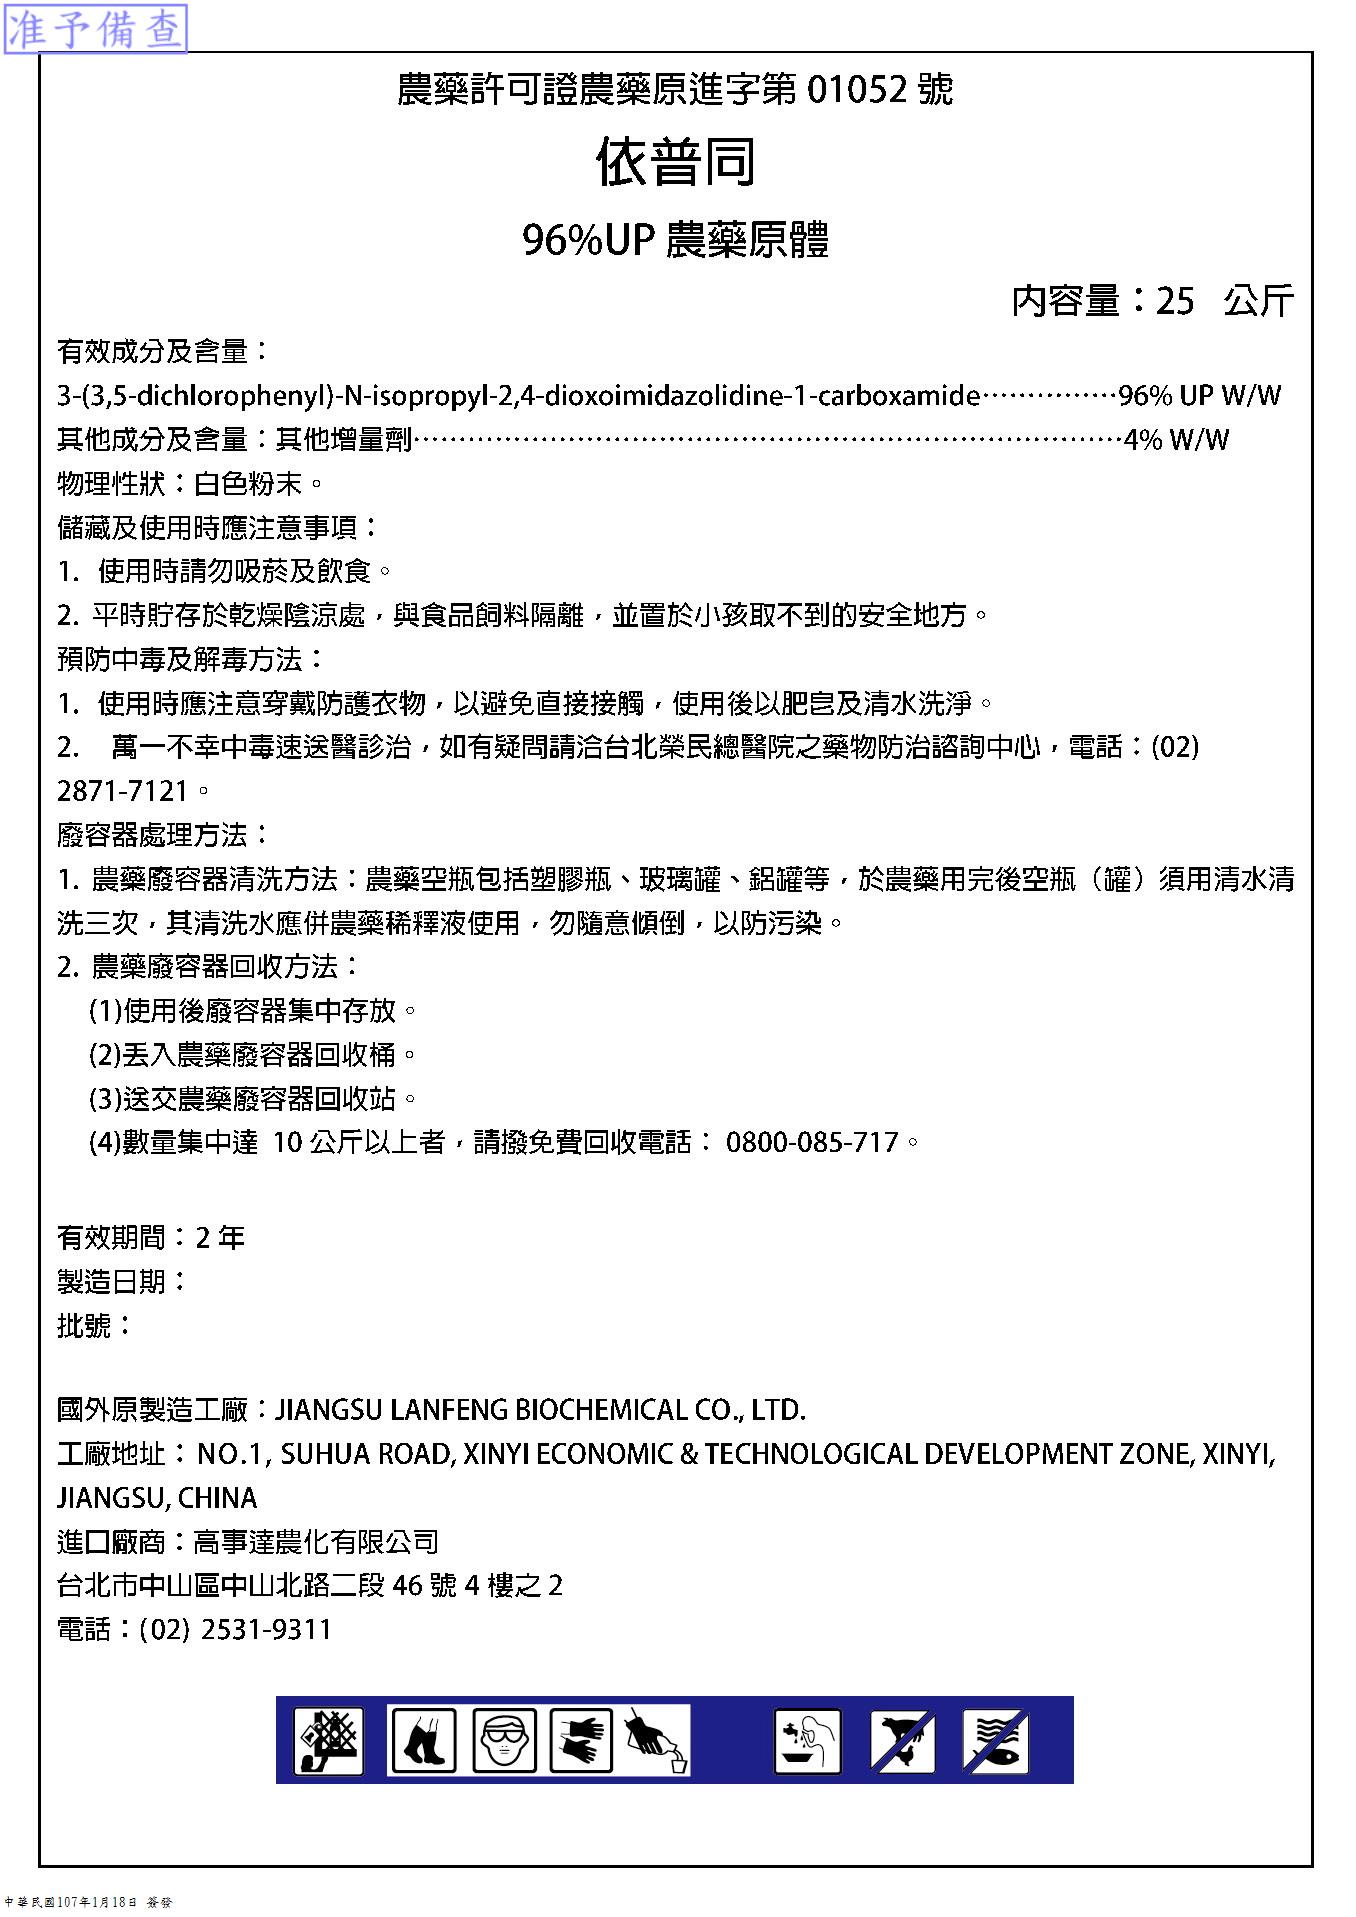 准予備查
農藥許可證農藥原進字第 01052 號
依普同
96%UP 農藥原體
內容量：25 公斤
有效成分及含量：
3-(3,5-dichlorophenyl)-N-isopropyl-2,4-dioxoimidazolidine-1-carboxamide……………96% UP W/W
其他成分及含量：其他增量劑……………………………………………………………………4% W/W
物理性狀：白色粉末。
儲藏及使用時應注意事項：
1. 使用時請勿吸菸及飲食。
2. 平時貯存於乾燥陰涼處，與食品飼料隔離，並置於小孩取不到的安全地方。
預防中毒及解毒方法：
1. 使用時應注意穿戴防護衣物，以避免直接接觸，使用後以肥皂及清水洗淨。
2. 萬一不幸中毒速送醫診治，如有疑問請洽台北榮民總醫院之藥物防治諮詢中心，電話：(02)
2871-7121。
廢容器處理方法：
1. 農藥廢容器清洗方法：農藥空瓶包括塑膠瓶、玻璃罐、鋁罐等，於農藥用完後空瓶（罐）須用清水清
洗三次，其清洗水應併農藥稀釋液使用，勿隨意傾倒，以防污染。
2. 農藥廢容器回收方法：
(1)使用後廢容器集中存放。
(2)丟入農藥廢容器回收桶。
(3)送交農藥廢容器回收站。
(4)數量集中達 10 公斤以上者，請撥免費回收電話： 0800-085-717。
有效期間：2 年
製造日期：
批號：
國外原製造工廠：JIANGSU LANFENG BIOCHEMICAL CO., LTD.
工廠地址：NO.1, SUHUA ROAD, XINYI ECONOMIC & TECHNOLOGICAL DEVELOPMENT ZONE, XINYI,
JIANGSU, CHINA
進口廠商：高事達農化有限公司
台北市中山區中山北路二段 46 號 4 樓之 2
電話：(02) 2531-9311
中華民國107年1月18日 簽發